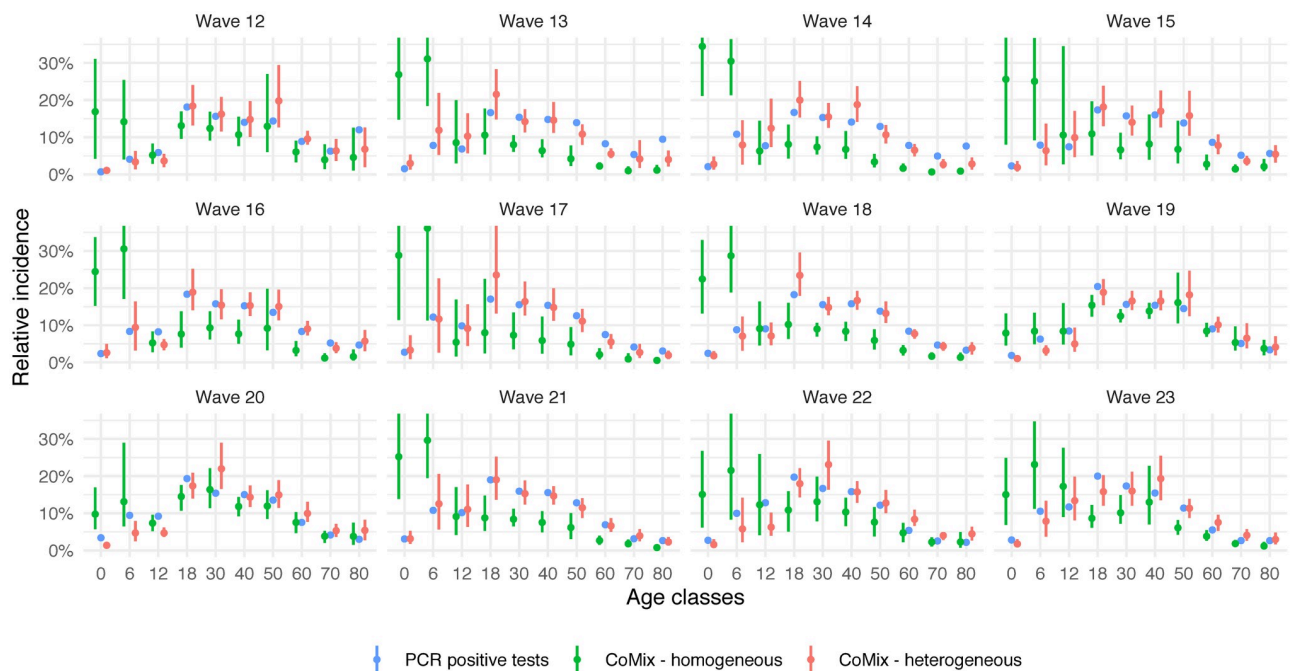 Wave 12 Wave 13 Wave 14 Wave 15
30%
20%
10%
0%
Wave 16 Wave 17 Wave 18 Wave 19
30%
20%
10%
0%
Wave 20 Wave 21 Wave 22 Wave 23
30%
20%
10%
0%
Relative incidence
0 6 12 18 30 40 50 60 70 80 0 6 12 18 30 40 50 60 70 80 0 6 12 18 30 40 50 60 70 80 0 6 12 18 30 40 50 60 70 80
Age classes
PCR positive tests CoMix - homogeneous CoMix - heterogeneous